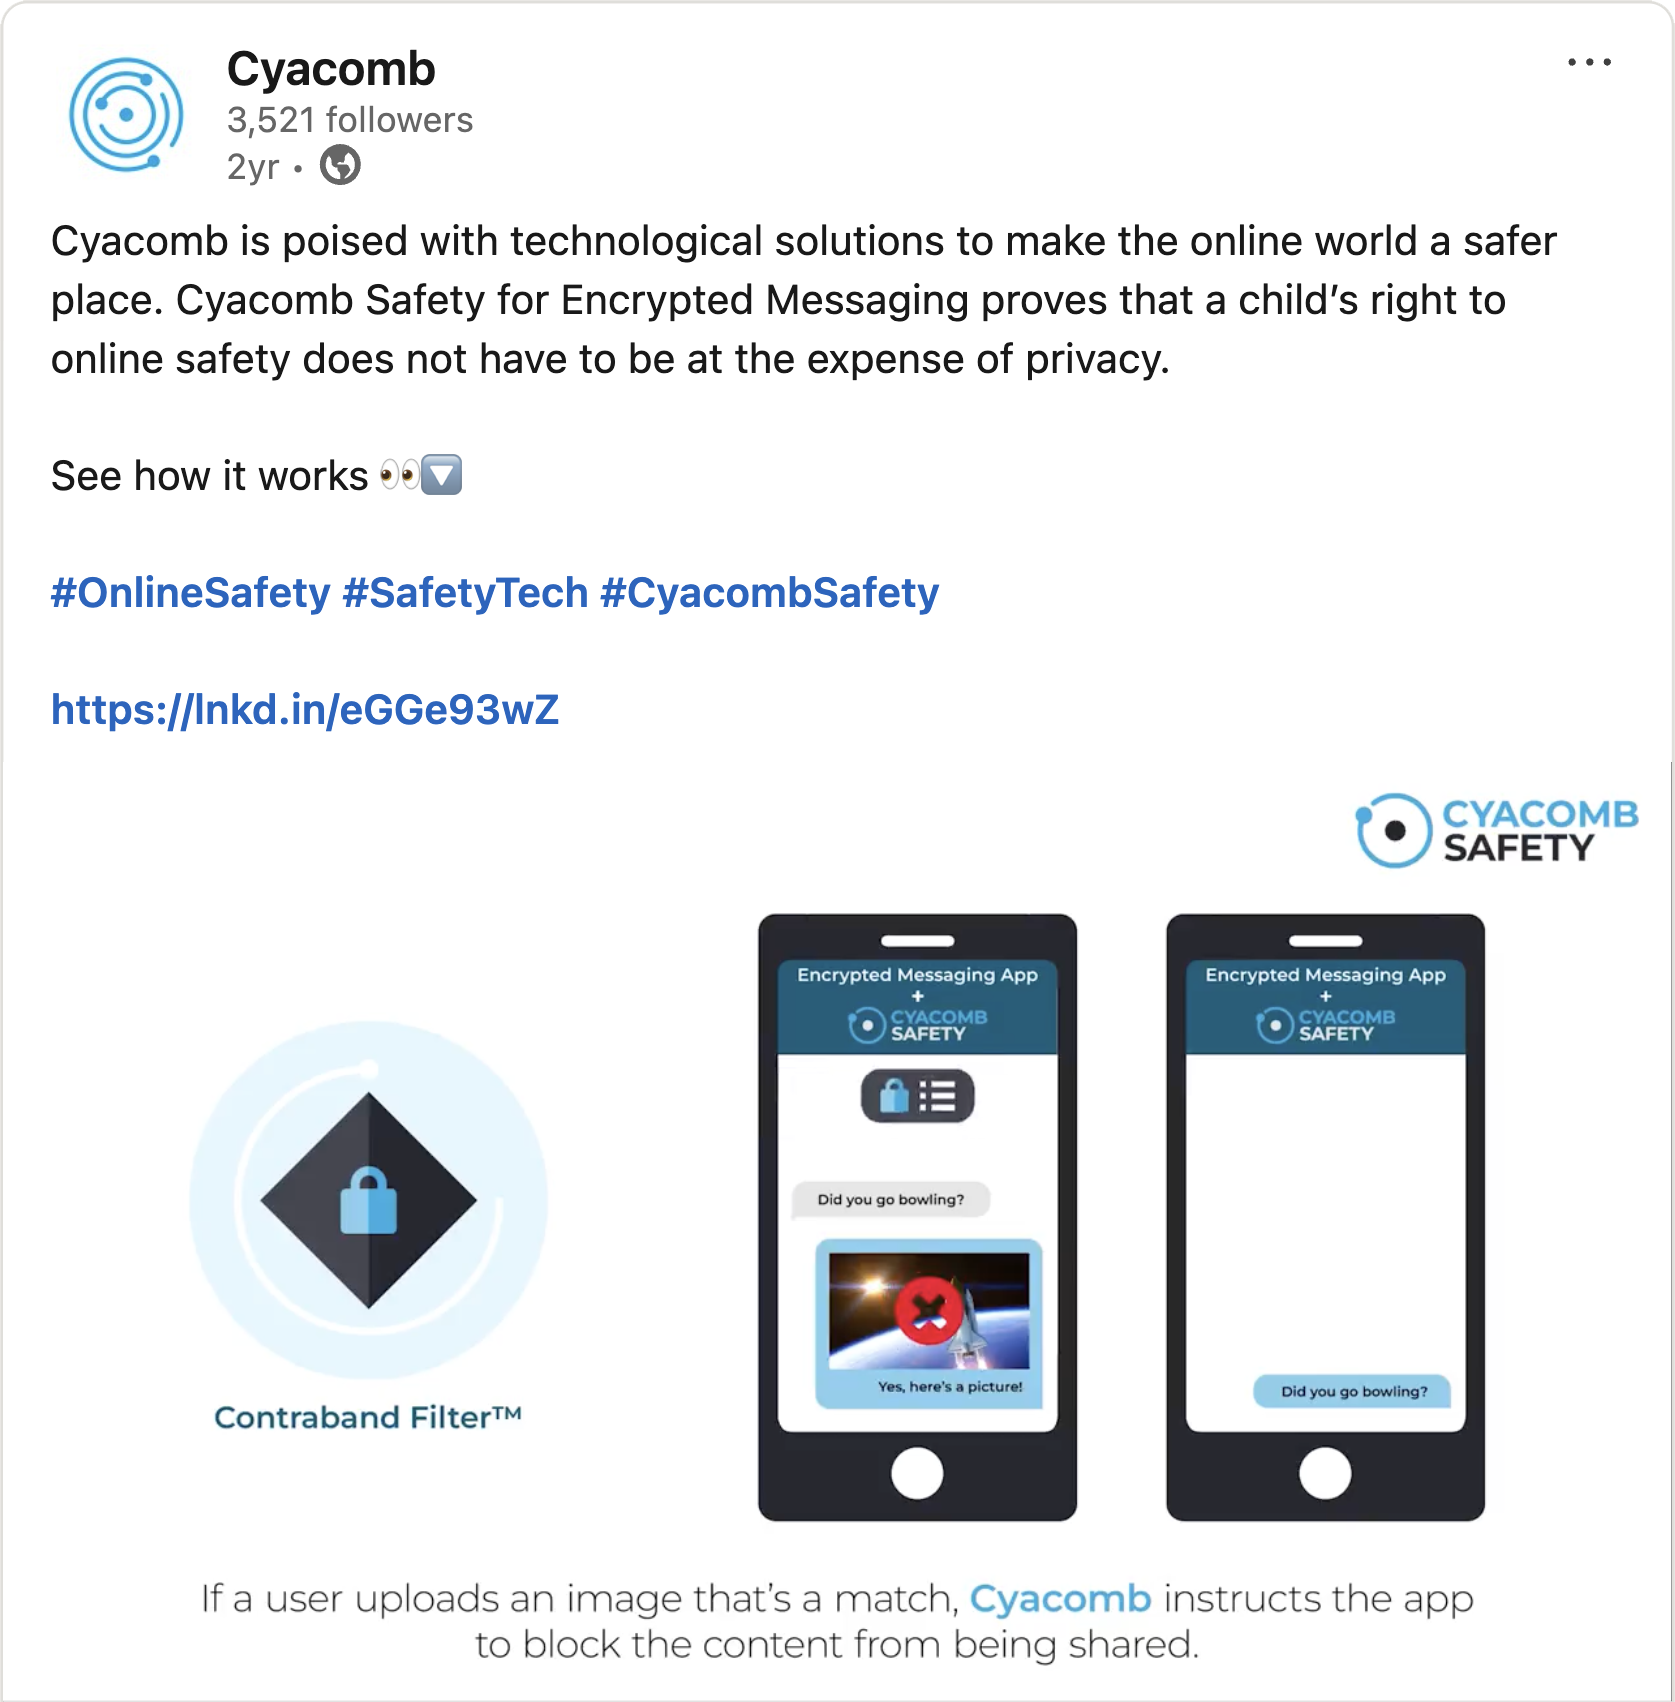 Cyacomb
3,521 followers
2yr •
Cyacomb is poised with technological solutions to make the online world a safer
place. Cyacomb Safety for Encrypted Messaging proves that a child’s right to
online safety does not have to be at the expense of privacy.
See how it works 👀🔽
#OnlineSafety #SafetyTech #CyacombSafety
https://lnkd.in/eGGe93wZ
CYACOMB
SAFETY
Contraband Filter™
Encrypted Messaging App
+
CYACOMB
SAFETY
Did you go bowling?
Yes, here's a picture!
Encrypted Messaging App
+
CYACOMB
SAFETY
Did you go bowling?
If a user uploads an image that's a match, Cyacomb instructs the app
to block the content from being shared.